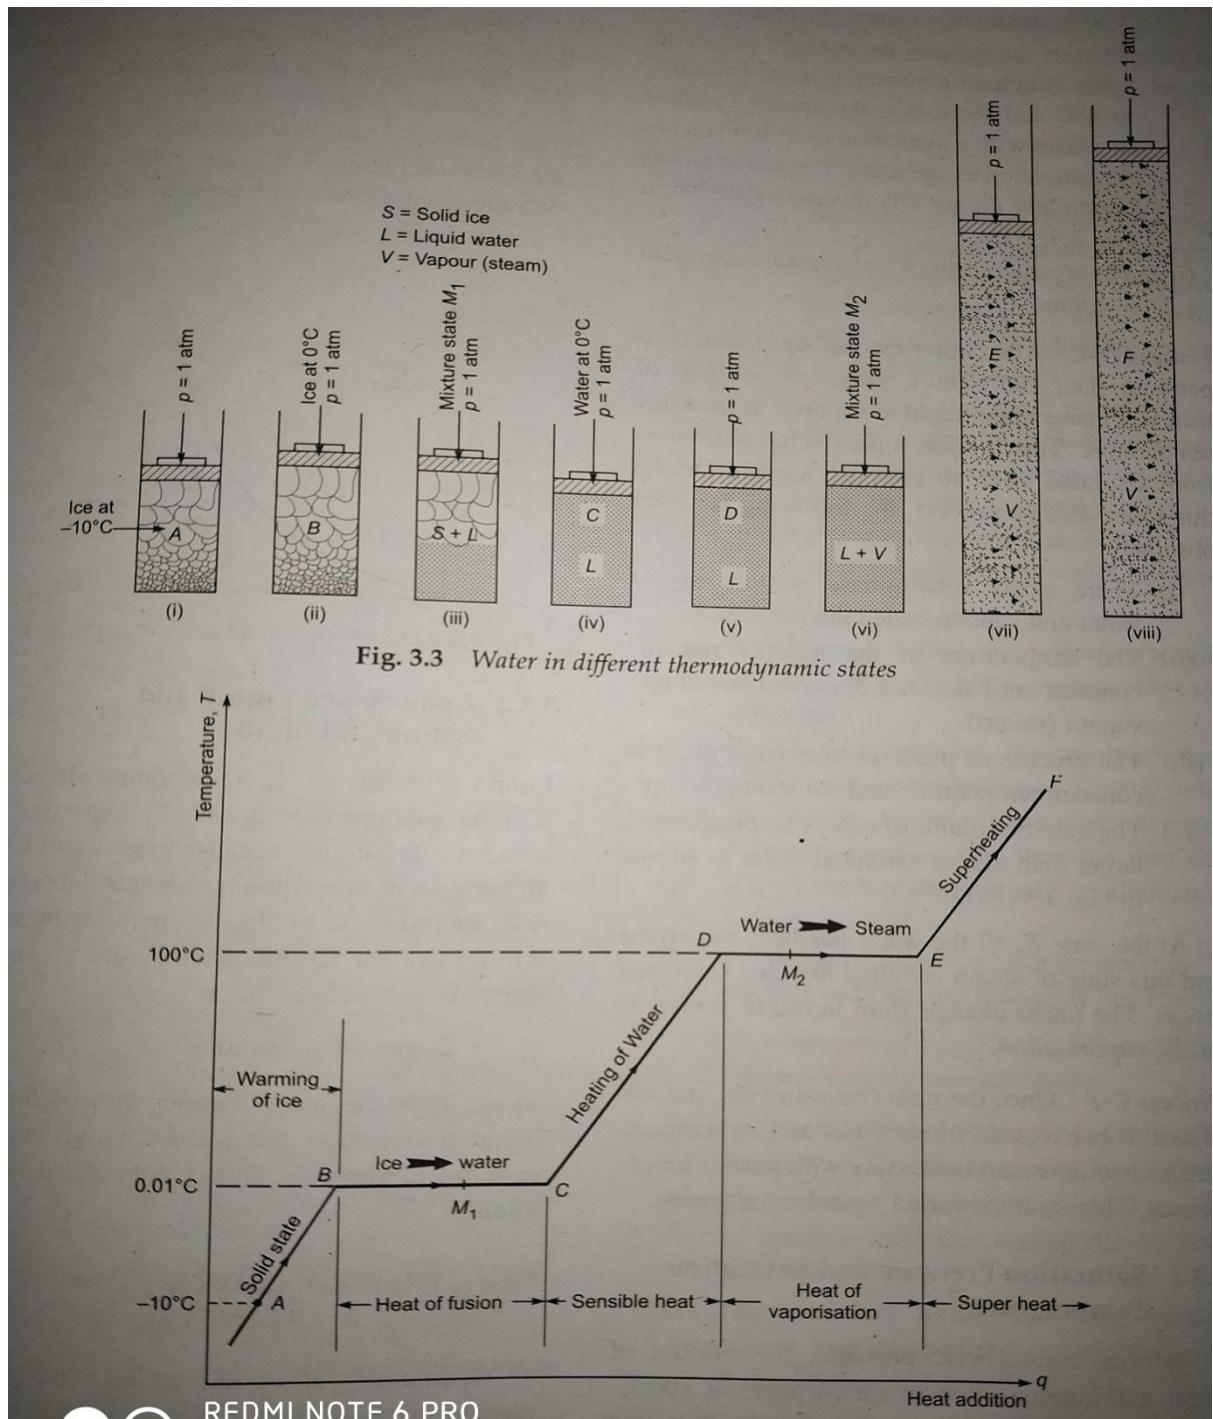 p = 1 atm
p = 1 atm
S = Solid ice
L = Liquid water
V = Vapour (steam)
p = 1 atm
Ice at 0°C
p = 1 atm
Mixture state M1
p = 1 atm
Water at 0°C
p = 1 atm
p = 1 atm
Mixture state M2
p = 1 atm
Ice at
–10°C
A
B
S + L
C
L
D
L
L + V
E
V
F
V
(i)
(ii)
(iii)
(iv)
(v)
(vi)
(vii)
(viii)
Fig. 3.3 Water in different thermodynamic states
Temperature, T
F
Superheating
Water Steam
D
100°C
M2
E
Heating of Water
Warming
of ice
Ice water
B
0.01°C
M1
C
Solid state
–10°C
A
Heat of fusion
Sensible heat
Heat of
vaporisation
Super heat
q
Heat addition
REDMI NOTE 6 PRO